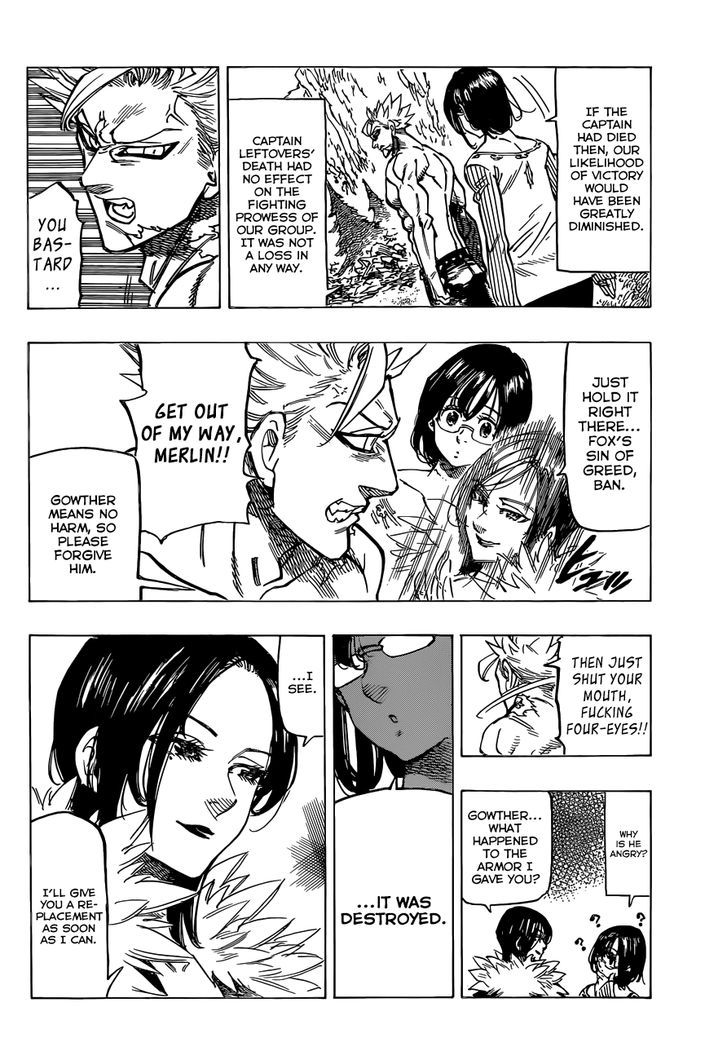 IF THE
CAPTAIN
HAD DIED
THEN, OUR
LIKELIHOOD
OF VICTORY
WOULD
HAVE BEEN
GREATLY
DIMINISHED.
CAPTAIN
LEFTOVERS'
DEATH HAD
NO EFFECT
ON THE
FIGHTING
PROWESS OF
OUR GROUP.
IT WAS NOT
A LOSS IN
ANY WAY.
YOU
BAS-
TARD
...
JUST
HOLD IT
RIGHT
THERE...
FOX'S
SIN OF
GREED,
BAN.
GET OUT
OF MY WAY,
MERLIN!!
GOWTHER
MEANS NO
HARM, SO
PLEASE
FORGIVE
HIM.
THEN JUST
SHUT YOUR
MOUTH,
FUCKING
FOUR-EYES!!
WHY
IS HE
ANGRY?
GOWTHER...
WHAT
HAPPENED
TO THE
ARMOR I
GAVE YOU?
? ? ?
...IT WAS
DESTROYED.
...I
SEE.
I'LL GIVE
YOU A RE-
PLACEMENT
AS SOON
AS I CAN.